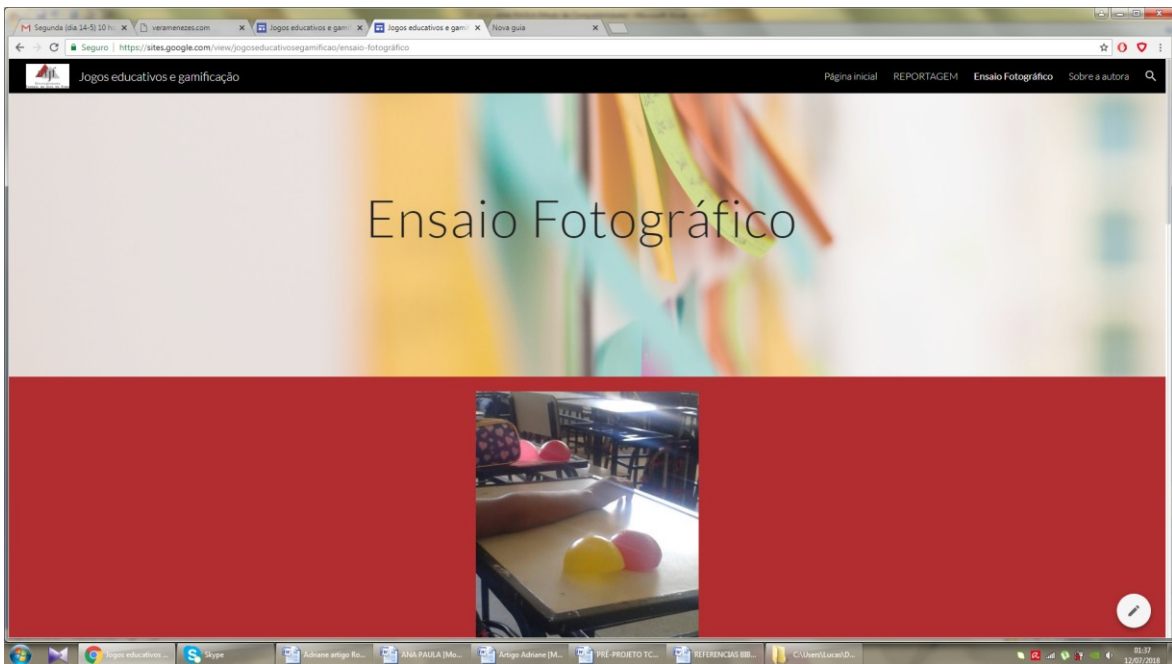 Segunda (dia 14-5) 10 h
veramenezes.com
Jogos educativos e gami
Jogos educativos e gami
Nova guia
Seguro | https://sites.google.com/view/jogoseducativosegamificao/ensaio-fotográfico
Jogos educativos e gamificação
Página inicial REPORTAGEM Ensaio Fotográfico Sobre a autora
Ensaio Fotográfico
Jogos educativos ...
Skype
Adriane artigo Ro...
ANA PAULA [Mo...
Artigo Adriane [M...
PRÉ-PROJETO TC...
REFERENCIAS BIB...
C:\Users\Lucas\D...
01:37
12/07/2018